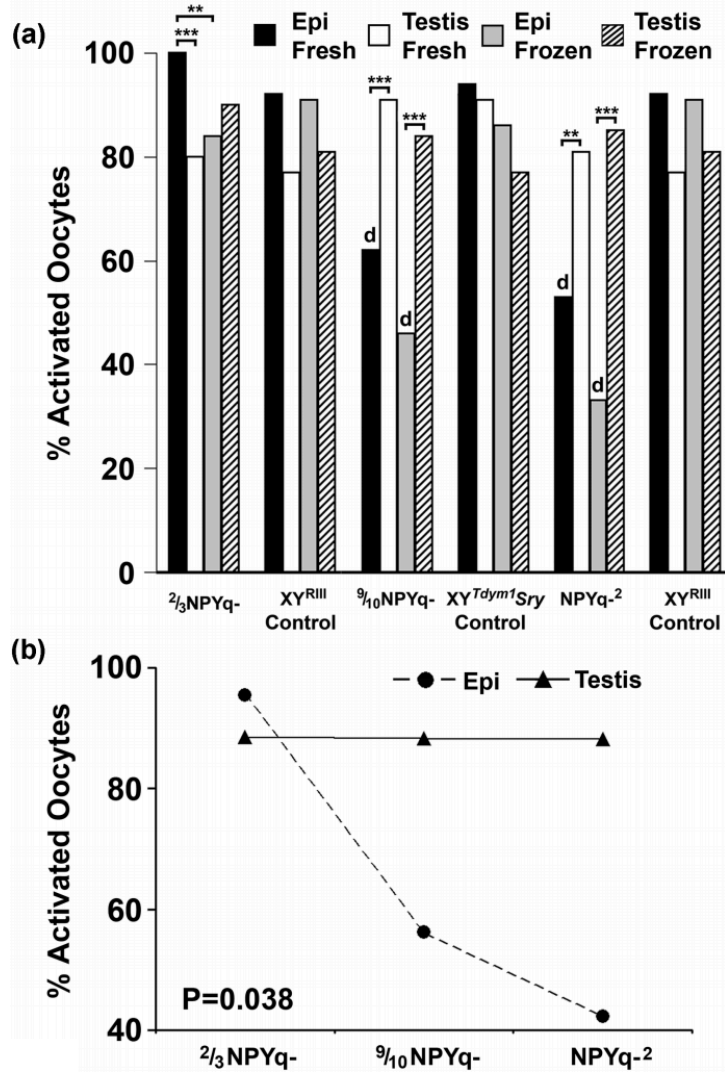 (a)
Epi Fresh
Testis Fresh
Epi Frozen
Testis Frozen
**
***
***
***
**
***
d
d
d
d
% Activated Oocytes
100
80
60
40
20
0
2/3NPYq-
XYRIII Control
9/10NPYq-
XYTdym1Sry Control
NPYq-2
XYRIII Control
(b)
Epi
Testis
% Activated Oocytes
100
80
60
40
P=0.038
2/3NPYq-
9/10NPYq-
NPYq-2